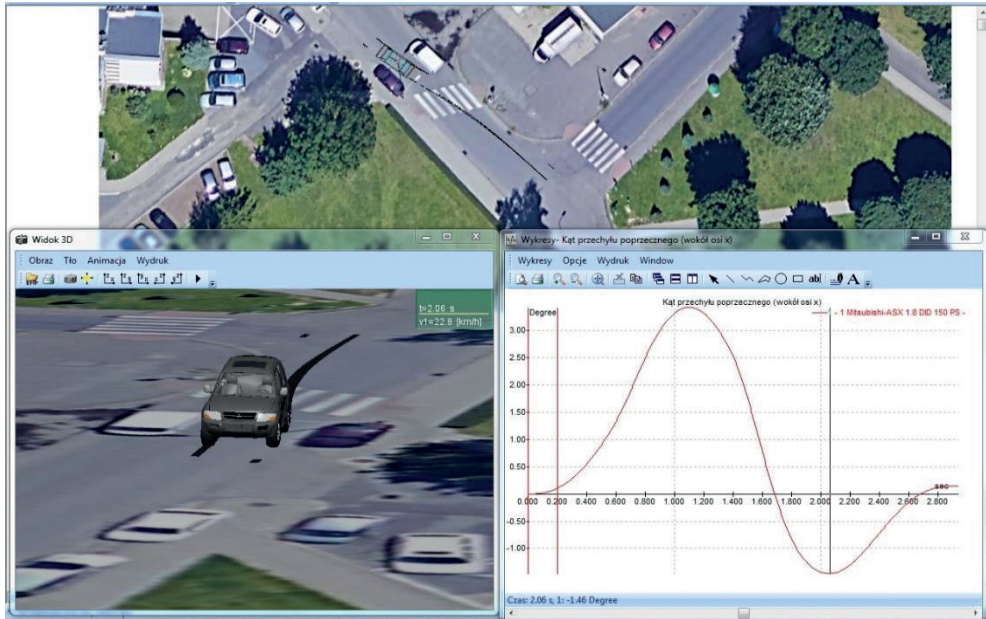 Widok 3D
Obraz Tło Animacja Wydruk
t=2.06 s
v1=22.8 [km/h]
Wykresy- Kąt przechyłu poprzecznego (wokół osi x)
Wykresy Opcje Wydruk Window
abl A
Kąt przechyłu poprzecznego (wokół osi x)
Degree
- 1 Mitsubishi-ASX 1.8 DID 150 PS -
3.00
2.50
2.00
1.50
1.00
0.50
0.000 0.200 0.400 0.600 0.800 1.000 1.200 1.400 1.600 1.800 2.000 2.200 2.400 2.600 2.800
sec
-0.50
-1.00
Czas: 2.06 s, 1: -1.46 Degree